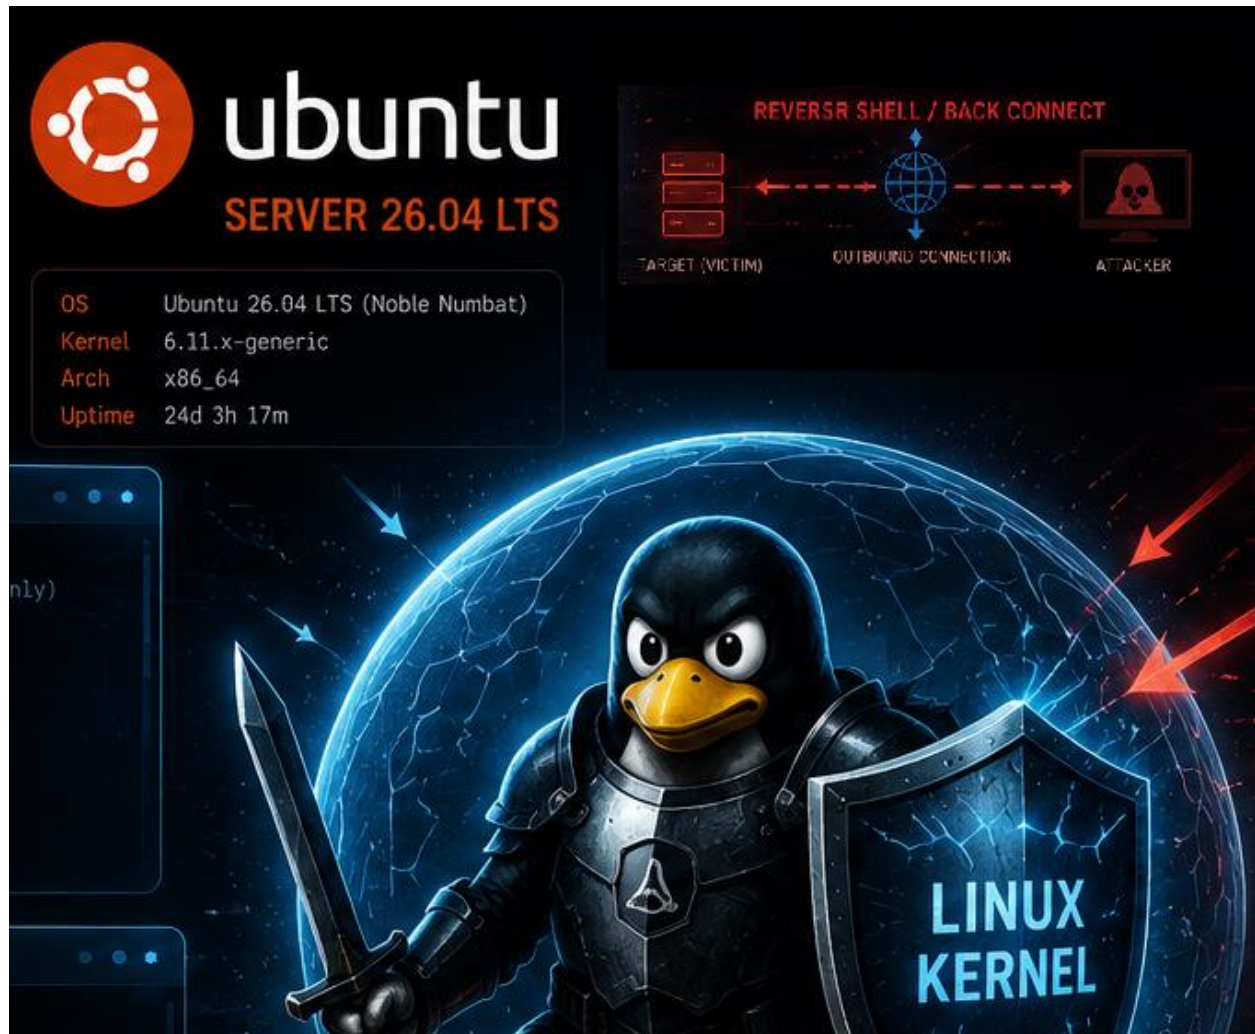 ubuntu
SERVER 26.04 LTS
OS Ubuntu 26.04 LTS (Noble Numbat)
Kernel 6.11.x-generic
Arch x86_64
Uptime 24d 3h 17m
REVERSR SHELL / BACK CONNECT
TARGET (VICTIM)
OUTBOUND CONNECTION
ATTACKER
nly)
LINUX
KERNEL